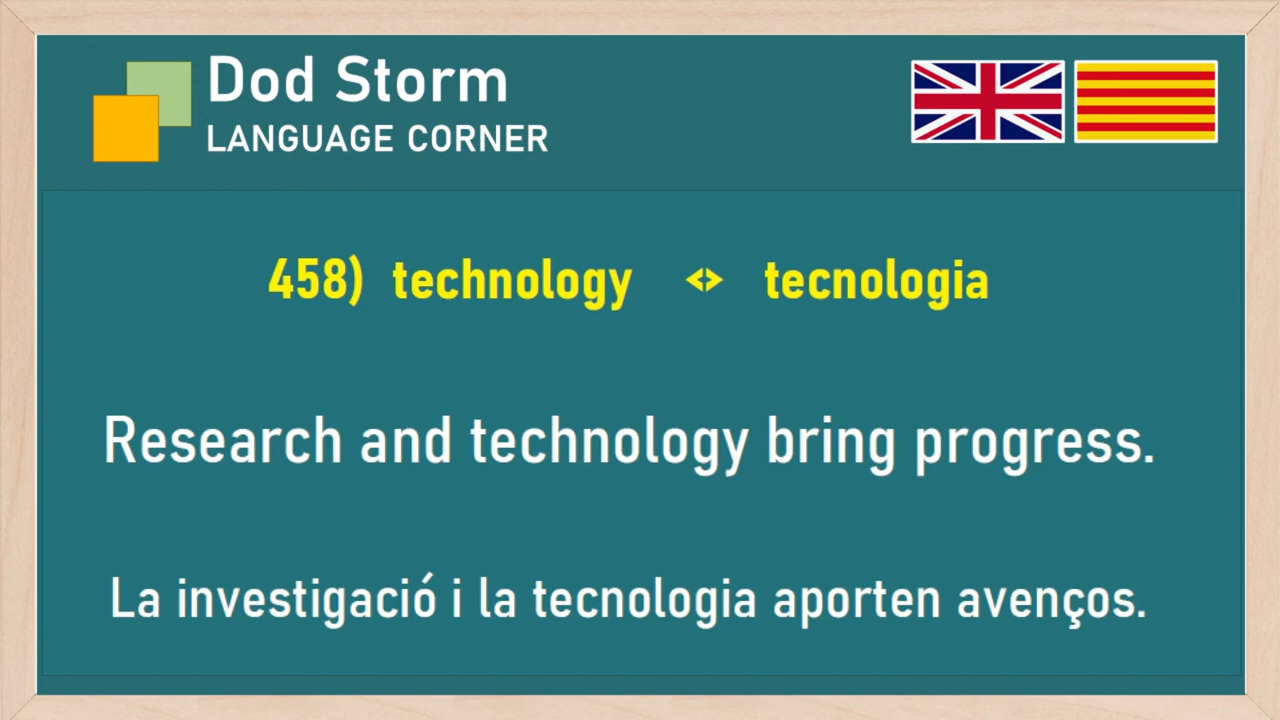 Dod Storm
LANGUAGE CORNER
458) technology <> tecnologia
Research and technology bring progress.
La investigació i la tecnologia aporten avenços.